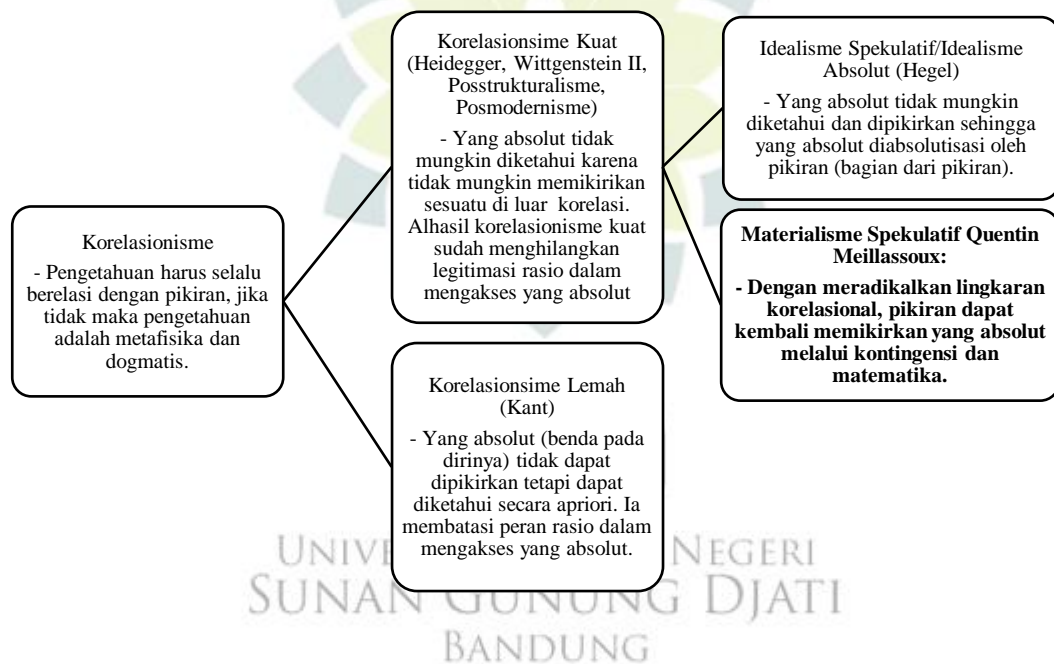 Korelasionisme
- Pengetahuan harus selalu
berelasi dengan pikiran, jika
tidak maka pengetahuan
adalah metafisika dan
dogmatis.
Korelasionsime Kuat
(Heidegger, Wittgenstein II,
Posstrukturalisme,
Posmodernisme)
- Yang absolut tidak
mungkin diketahui karena
tidak mungkin memikirikan
sesuatu di luar korelasi.
Alhasil korelasionisme kuat
sudah menghilangkan
legitimasi rasio dalam
mengakses yang absolut
Idealisme Spekulatif/Idealisme
Absolut (Hegel)
- Yang absolut tidak mungkin
diketahui dan dipikirkan sehingga
yang absolut diabsolutisasi oleh
pikiran (bagian dari pikiran).
Materialisme Spekulatif Quentin
Meillassoux:
- Dengan meradikalkan lingkaran
korelasional, pikiran dapat
kembali memikirkan yang absolut
melalui kontingensi dan
matematika.
Korelasionsime Lemah
(Kant)
- Yang absolut (benda pada
dirinya) tidak dapat
dipikirkan tetapi dapat
diketahui secara apriori. Ia
membatasi peran rasio dalam
mengakses yang absolut.
NEGERI
SUNAN GUNUNG DJATI
BANDUNG